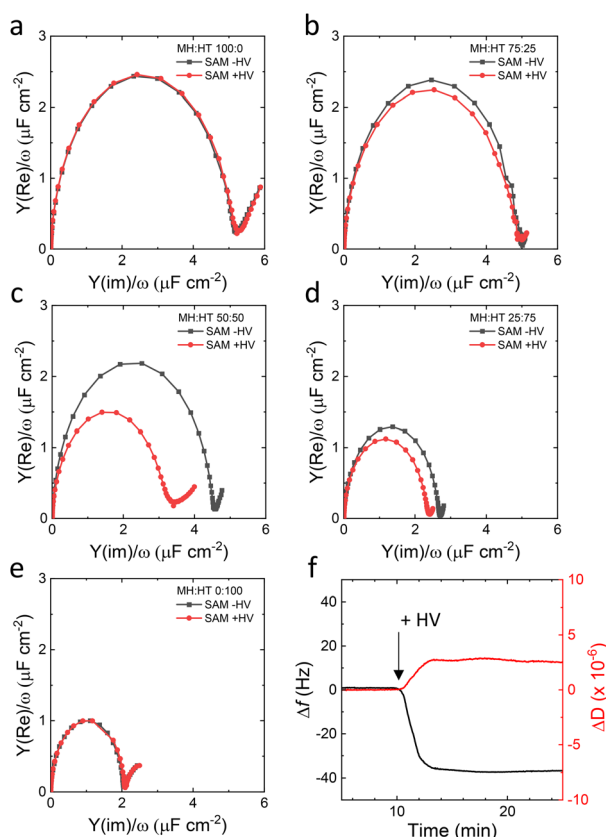 a
MH:HT 100:0
SAM -HV
SAM +HV
Y(Re)/ω (μF cm⁻²)
3
2
1
0
0 2 4 6
Y(im)/ω (μF cm⁻²)
b
MH:HT 75:25
SAM -HV
SAM +HV
Y(Re)/ω (μF cm⁻²)
3
2
1
0
0 2 4 6
Y(im)/ω (μF cm⁻²)
c
MH:HT 50:50
SAM -HV
SAM +HV
Y(Re)/ω (μF cm⁻²)
3
2
1
0
0 2 4 6
Y(im)/ω (μF cm⁻²)
d
MH:HT 25:75
SAM -HV
SAM +HV
Y(Re)/ω (μF cm⁻²)
3
2
1
0
0 2 4 6
Y(im)/ω (μF cm⁻²)
e
MH:HT 0:100
SAM -HV
SAM +HV
Y(Re)/ω (μF cm⁻²)
3
2
1
0
0 2 4 6
Y(im)/ω (μF cm⁻²)
f
+ HV
Δf (Hz)
40
20
0
-20
-40
10 20
Time (min)
10
5
0
-5
-10
ΔD (x 10⁻⁶)